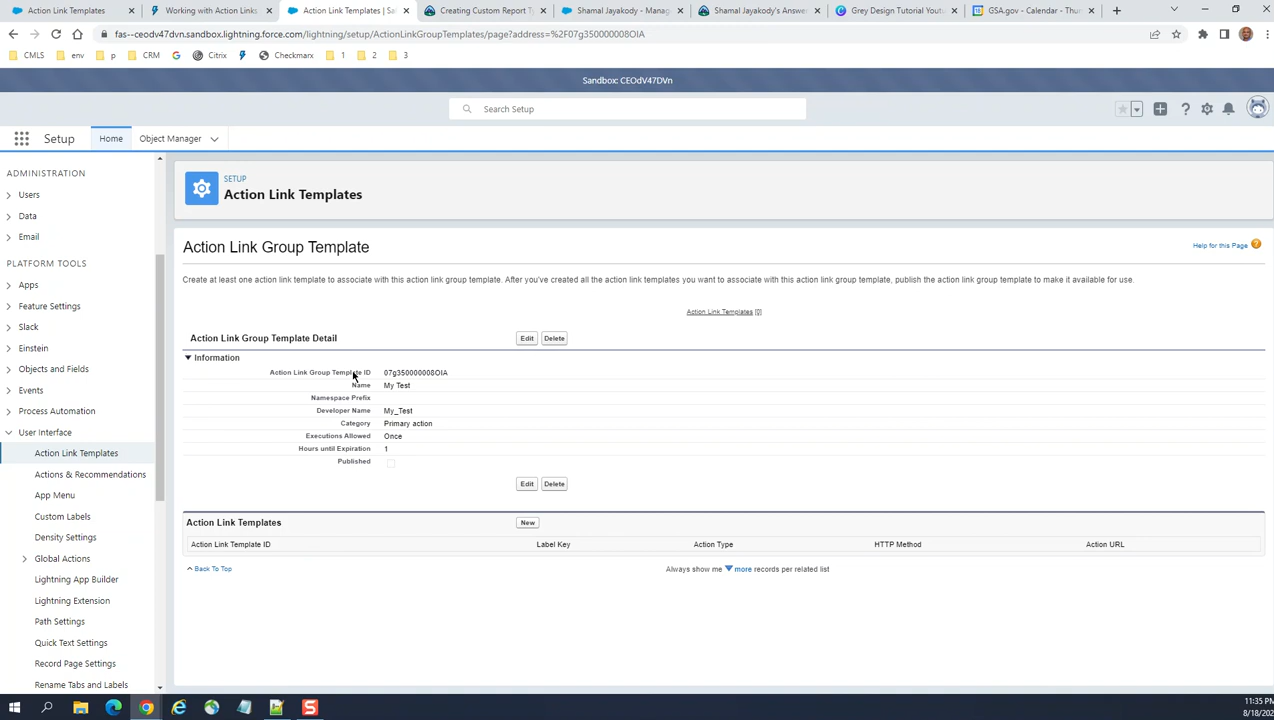 Action Link Templates
Working with Action Links
Action Link Templates | Sal
Creating Custom Report T
Shamal Jayakody - Manag
Shamal Jayakody's Answe
Grey Design Tutorial Youtu
GSA.gov - Calendar - Thur
fas--ceodv47dvn.sandbox.lightning.force.com/lightning/setup/ActionLinkGroupTemplates/page?address=%2F07g350000008OIA
CMLS
env
p
CRM
Citrix
Checkmarx
1
2
3
Sandbox: CEOdV47DVn
Search Setup
Setup
Home
Object Manager
ADMINISTRATION
Users
Data
Email
PLATFORM TOOLS
Apps
Feature Settings
Slack
Einstein
Objects and Fields
Events
Process Automation
User Interface
Action Link Templates
Actions & Recommendations
App Menu
Custom Labels
Density Settings
Global Actions
Lightning App Builder
Lightning Extension
Path Settings
Quick Text Settings
Record Page Settings
Rename Tabs and Labels
SETUP
Action Link Templates
Action Link Group Template
Help for this Page
Create at least one action link template to associate with this action link group template. After you've created all the action link templates you want to associate with this action link group template, publish the action link group template to make it available for use.
Action Link Templates [0]
Action Link Group Template Detail
Edit Delete
Information
Action Link Group Template ID 07g350000008OIA
Name My Test
Namespace Prefix
Developer Name My_Test
Category Primary action
Executions Allowed Once
Hours until Expiration 1
Published
Edit Delete
Action Link Templates New
Action Link Template ID Label Key Action Type HTTP Method Action URL
Back To Top
Always show me more records per related list
11:35 PM
8/18/202